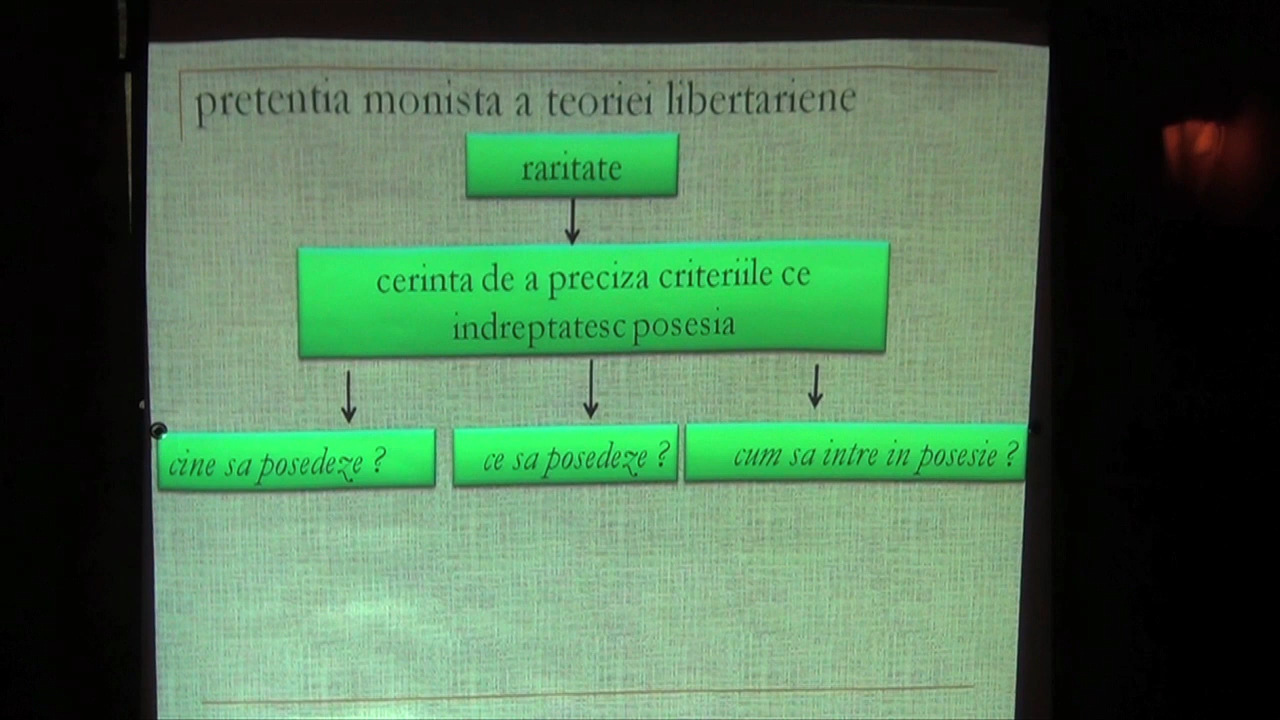 pretentia monista a teoriei libertariene
raritate
cerinta de a preciza criteriile ce
indreptatesc posesia
cine sa posedeze ?
ce sa posedeze ?
cum sa intre in posesie ?